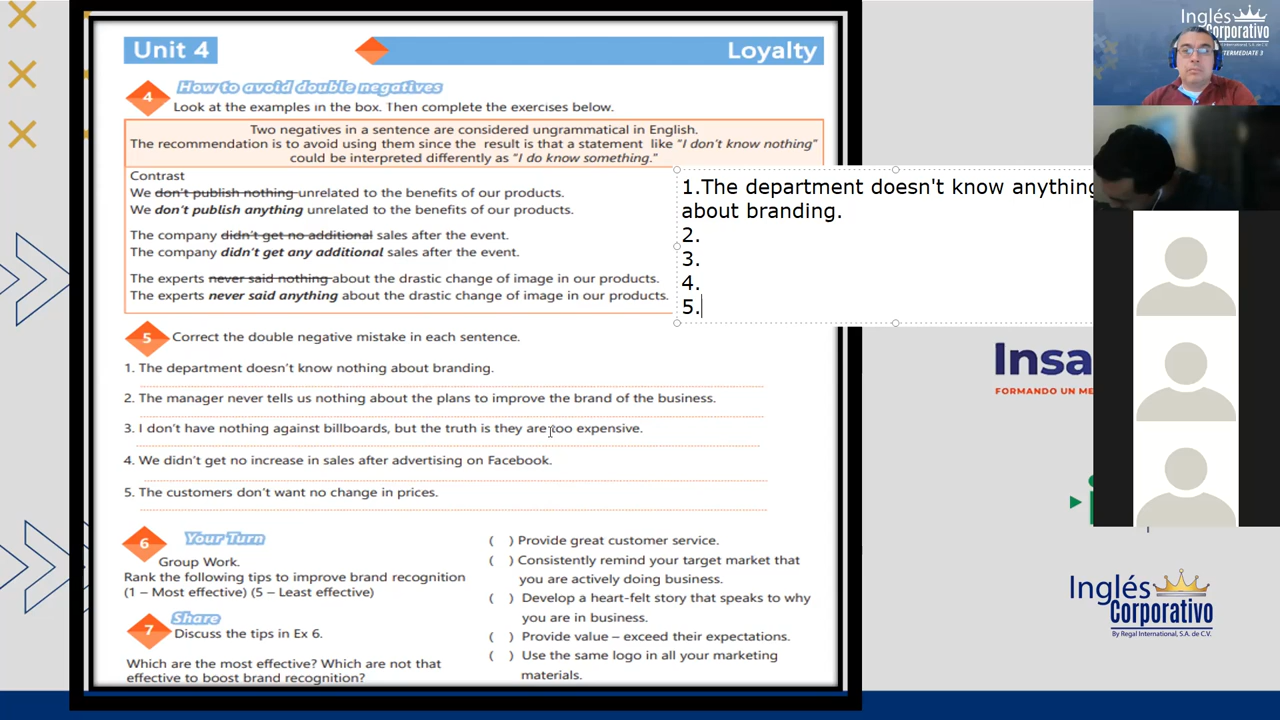 Unit 4
Loyalty
4
How to avoid double negatives
Look at the examples in the box. Then complete the exercises below.
Two negatives in a sentence are considered ungrammatical in English.
The recommendation is to avoid using them since the result is that a statement like "I don't know nothing"
could be interpreted differently as "I do know something."
Contrast
We don't publish nothing unrelated to the benefits of our products.
We don't publish anything unrelated to the benefits of our products.
The company didn't get no additional sales after the event.
The company didn't get any additional sales after the event.
The experts never said nothing about the drastic change of image in our products.
The experts never said anything about the drastic change of image in our products.
1.The department doesn't know anything
about branding.
2.
3.
4.
5.
5
Correct the double negative mistake in each sentence.
1. The department doesn't know nothing about branding.
2. The manager never tells us nothing about the plans to improve the brand of the business.
3. I don't have nothing against billboards, but the truth is they are too expensive.
4. We didn't get no increase in sales after advertising on Facebook.
5. The customers don't want no change in prices.
6
Your Turn
Group Work.
Rank the following tips to improve brand recognition
(1 – Most effective) (5 – Least effective)
7
Share
Discuss the tips in Ex 6.
Which are the most effective? Which are not that
effective to boost brand recognition?
( ) Provide great customer service.
( ) Consistently remind your target market that
you are actively doing business.
( ) Develop a heart-felt story that speaks to why
you are in business.
( ) Provide value – exceed their expectations.
( ) Use the same logo in all your marketing
materials.
Inglés
Corporativo
INTERMEDIATE 3
Insa
FORMANDO UN ME
Inglés
Corporativo
By Regal International, S.A. de C.V.